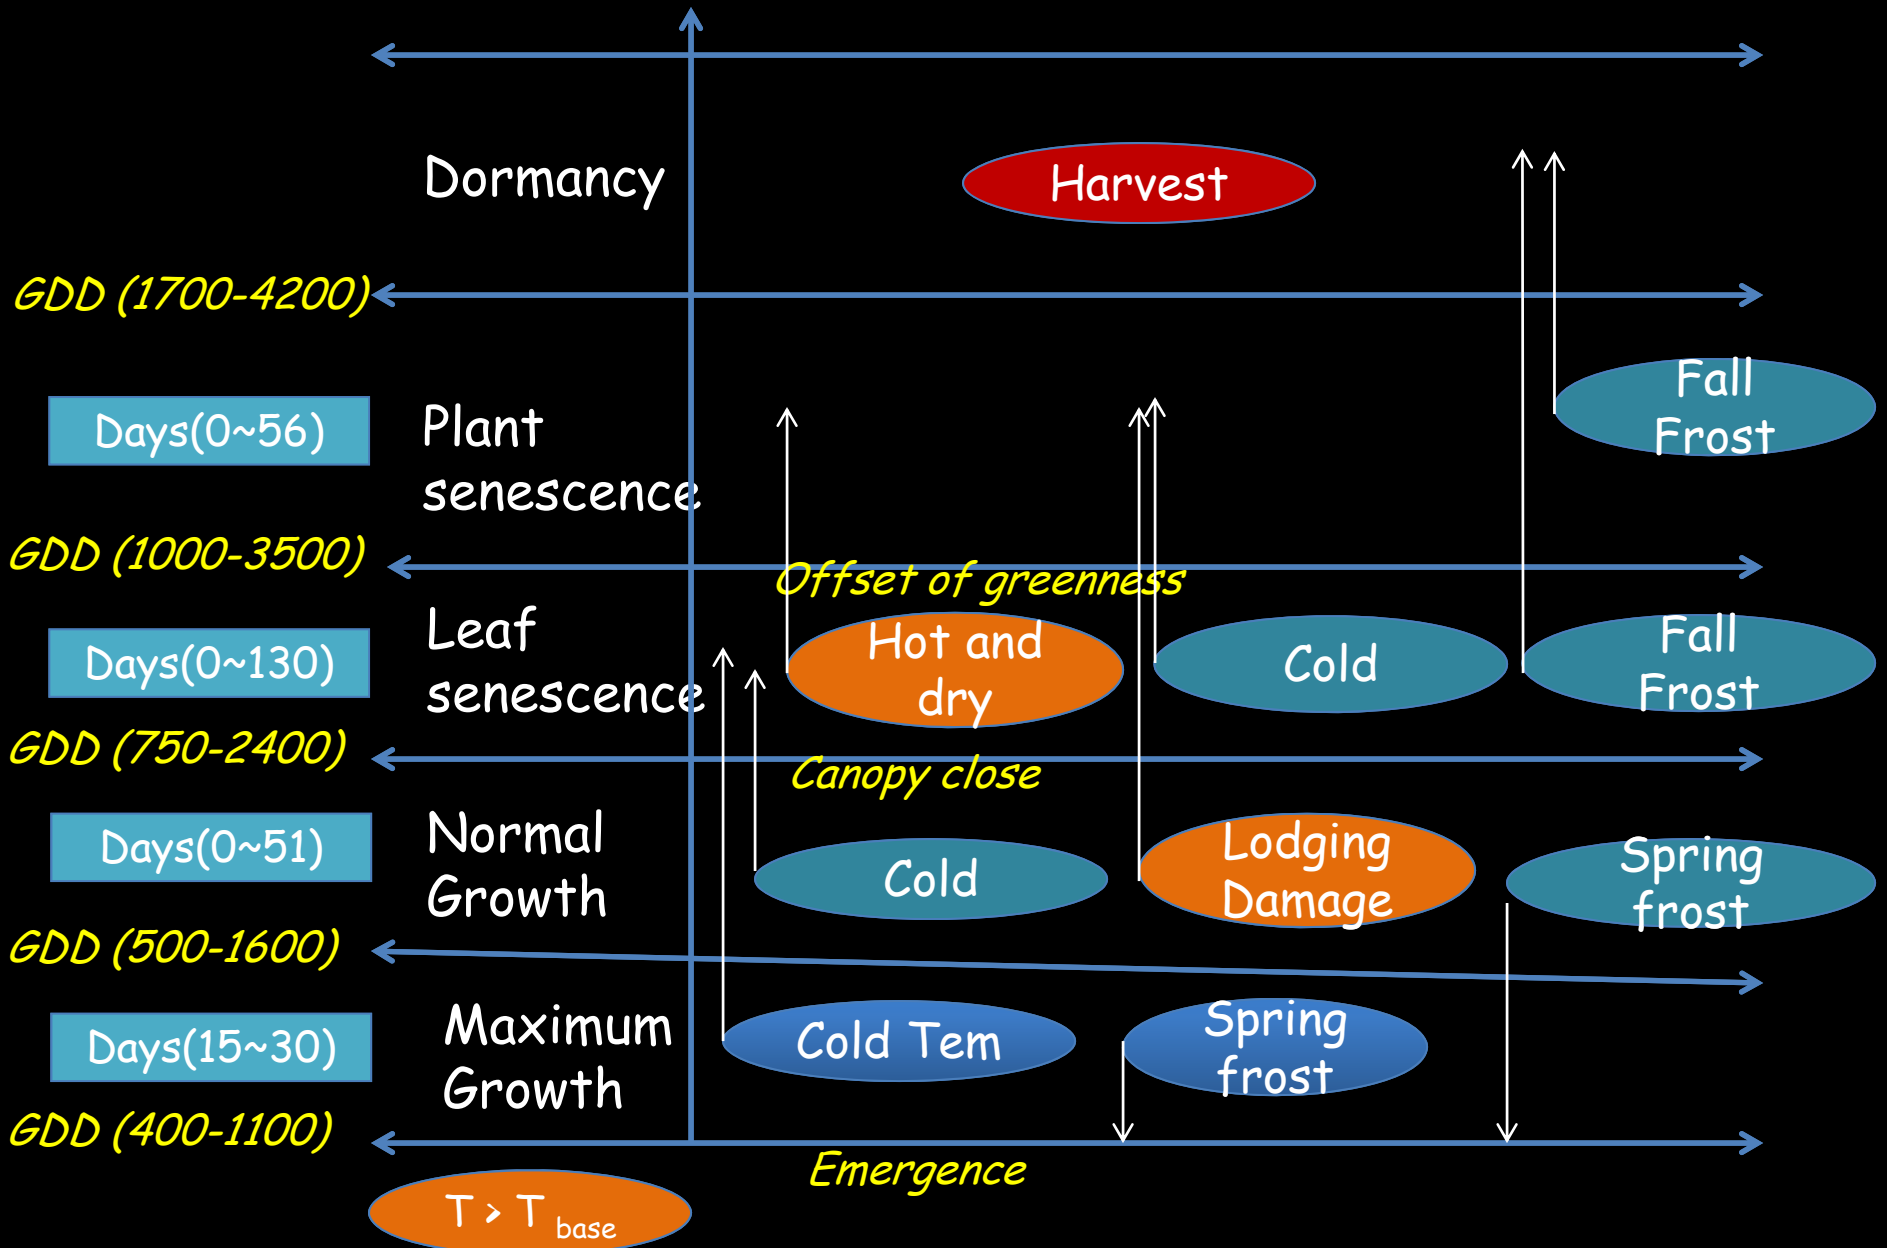 Dormancy
Harvest
GDD (1700-4200)
Fall
Frost
Days(0~56)
Plant
senescence
GDD (1000-3500)
Offset of greenness
Days(0~130)
Leaf
senescence
Hot and
dry
Cold
Fall
Frost
GDD (750-2400)
Canopy close
Days(0~51)
Normal
Growth
Cold
Lodging
Damage
Spring
frost
GDD (500-1600)
Days(15~30)
Maximum
Growth
Cold Tem
Spring
frost
GDD (400-1100)
Emergence
T > T base